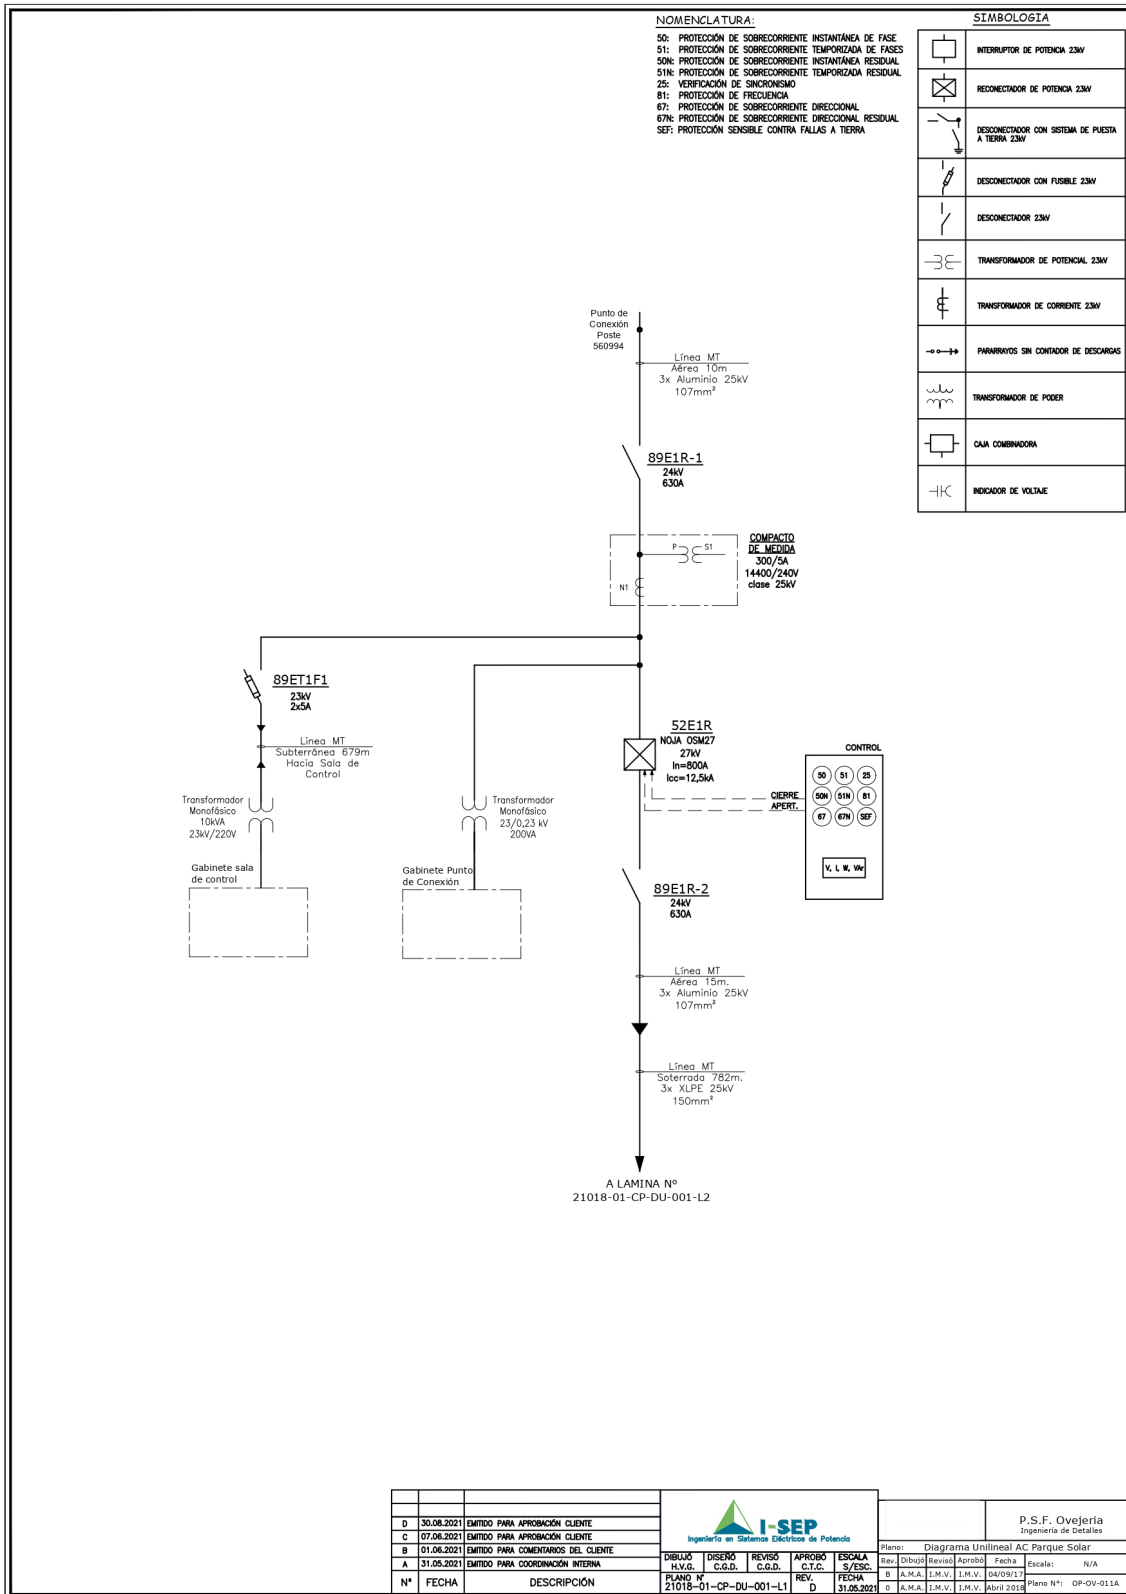 NOMENCLATURA:
50: PROTECCIÓN DE SOBRECORRIENTE INSTANTÁNEA DE FASE
51: PROTECCIÓN DE SOBRECORRIENTE TEMPORIZADA DE FASES
50N: PROTECCIÓN DE SOBRECORRIENTE INSTANTÁNEA RESIDUAL
51N: PROTECCIÓN DE SOBRECORRIENTE TEMPORIZADA RESIDUAL
25: VERIFICACIÓN DE SINCRONISMO
81: PROTECCIÓN DE FRECUENCIA
67: PROTECCIÓN DE SOBRECORRIENTE DIRECCIONAL
67N: PROTECCIÓN DE SOBRECORRIENTE DIRECCIONAL RESIDUAL
SEF: PROTECCIÓN SENSIBLE CONTRA FALLAS A TIERRA
SIMBOLOGIA
INTERRUPTOR DE POTENCIA 23kV
RECONECTADOR DE POTENCIA 23kV
DESCONECTADOR CON SISTEMA DE PUESTA
A TIERRA 23kV
DESCONECTADOR CON FUSIBLE 23kV
DESCONECTADOR 23kV
TRANSFORMADOR DE POTENCIAL 23kV
TRANSFORMADOR DE CORRIENTE 23kV
PARARRAYOS SIN CONTADOR DE DESCARGAS
TRANSFORMADOR DE PODER
CAJA COMBINADORA
INDICADOR DE VOLTAJE
Punto de
Conexión
Poste
560994
Línea MT
Aérea 10m
3x Aluminio 25kV
107mm²
89E1R-1
24kV
630A
P
S1
N1
COMPACTO
DE MEDIDA
300/5A
14400/240V
clase 25kV
89ET1F1
23kV
2x5A
Línea MT
Subterránea 679m
Hacia Sala de
Control
Transformador
Monofásico
10kVA
23kV/220V
Gabinete sala
de control
Transformador
Monofásico
23/0,23 kV
200VA
Gabinete Punto
de Conexión
52E1R
NOJA OSM27
27kV
In=800A
Icc=12,5kA
CIERRE
APERT.
CONTROL
50 51 25
50N 51N 81
67 67N SEF
V, I, W, VAr
89E1R-2
24kV
630A
Línea MT
Aérea 15m.
3x Aluminio 25kV
107mm²
Línea MT
Soterrada 782m.
3x XLPE 25kV
150mm²
A LAMINA Nº
21018-01-CP-DU-001-L2
D 30.08.2021 EMITIDO PARA APROBACIÓN CLIENTE
C 07.06.2021 EMITIDO PARA APROBACIÓN CLIENTE
B 01.06.2021 EMITIDO PARA COMENTARIOS DEL CLIENTE
A 31.05.2021 EMITIDO PARA COORDINACIÓN INTERNA
N° FECHA DESCRIPCIÓN
I-SEP
Ingeniería en Sistemas Eléctricos de Potencia
DIBUJÓ DISEÑÓ REVISÓ APROBÓ ESCALA
H.V.G. C.G.D. C.G.D. C.T.C. S/ESC.
PLANO N° REV. FECHA
21018-01-CP-DU-001-L1 D 31.05.2021
P.S.F. Ovejeria
Ingeniería de Detalles
Plano: Diagrama Unilineal AC Parque Solar
Rev. Dibujó Revisó Aprobó Fecha
B A.M.A. I.M.V. I.M.V. 04/09/17
0 A.M.A. I.M.V. I.M.V. Abril 2018
Escala: N/A
Plano N°: OP-OV-011A